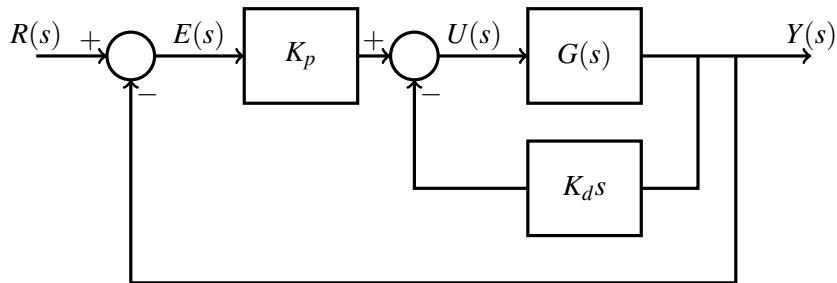 R(s) + E(s) K_p + U(s) G(s) Y(s)
− −
K_d s